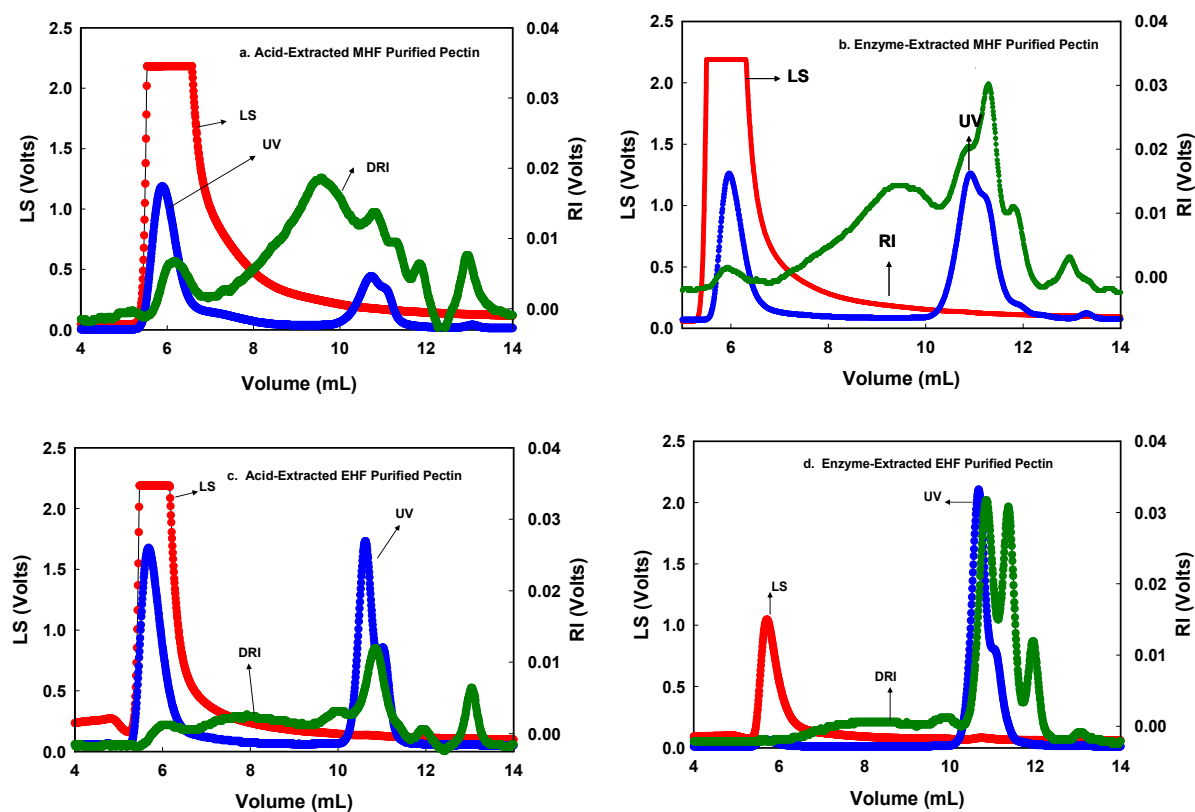 a. Acid-Extracted MHF Purified Pectin
LS (Volts)
2.5
2.0
1.5
1.0
0.5
0.0
LS
UV
DRI
0.04
0.03
0.02
0.01
0.00
RI (Volts)
4 6 8 10 12 14
Volume (mL)
b. Enzyme-Extracted MHF Purified Pectin
LS (Volts)
2.5
2.0
1.5
1.0
0.5
0.0
LS
UV
RI
0.04
0.03
0.02
0.01
0.00
RI (Volts)
6 8 10 12 14
Volume (mL)
c. Acid-Extracted EHF Purified Pectin
LS (Volts)
2.5
2.0
1.5
1.0
0.5
0.0
LS
UV
DRI
0.04
0.03
0.02
0.01
0.00
RI (Volts)
4 6 8 10 12 14
Volume (mL)
d. Enzyme-Extracted EHF Purified Pectin
LS (Volts)
2.5
2.0
1.5
1.0
0.5
0.0
UV
LS
DRI
0.04
0.03
0.02
0.01
0.00
RI (Volts)
4 6 8 10 12 14
Volume (mL)